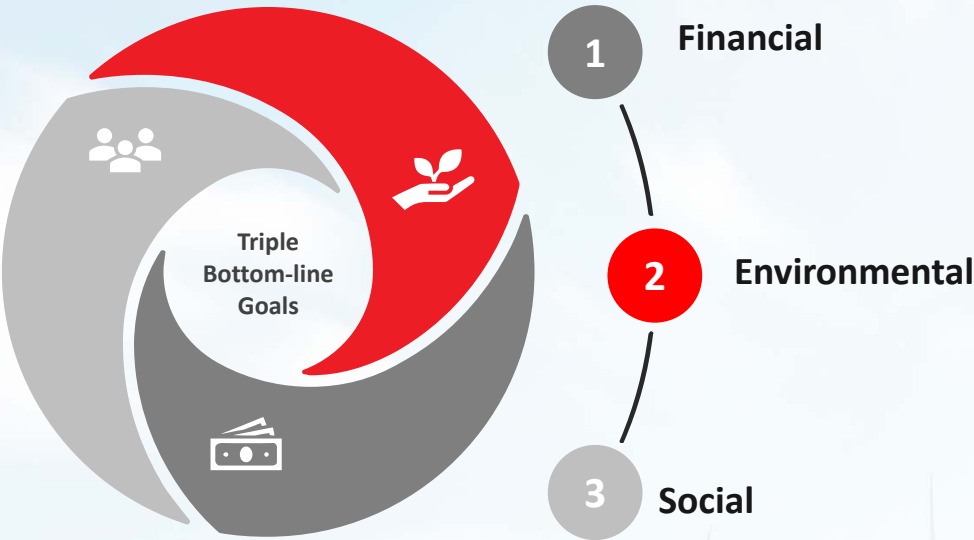 Triple
Bottom-line
Goals
1
Financial
2
Environmental
3
Social